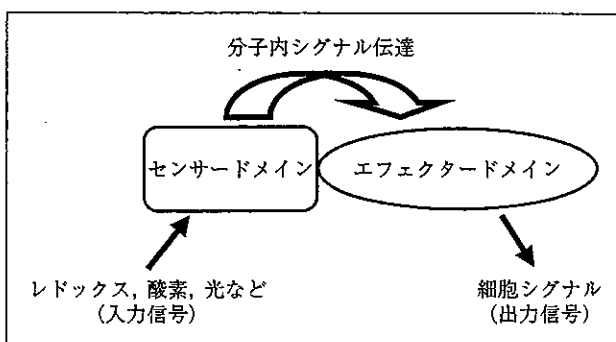 分子内シグナル伝達
センサードメイン
エフェクタードメイン
レドックス, 酸素, 光など
(入力信号)
細胞シグナル
(出力信号)